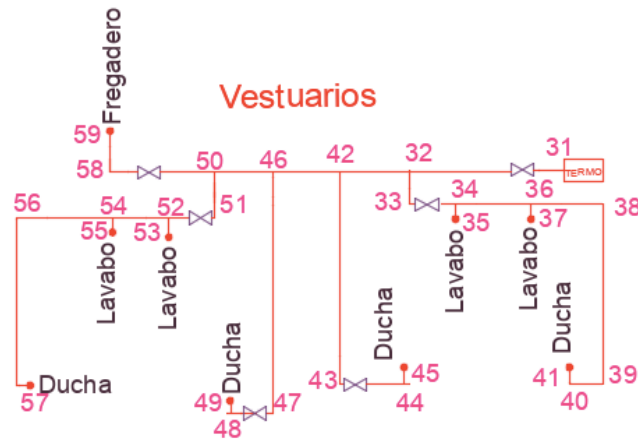 Fregadero
Vestuarios
59
58
50
46
42
32
31
TERMO
56
54
52
51
33
34
36
38
55
53
35
37
Lavabo
Lavabo
Lavabo
Lavabo
Ducha
57
Ducha
49
48
47
43
Ducha
45
44
Ducha
41
40
39